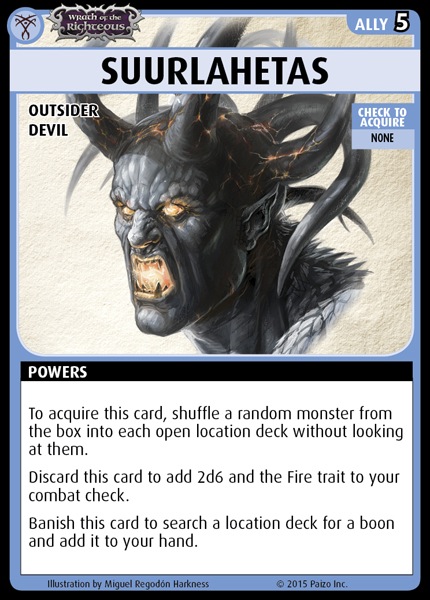 Wrath of the
Righteous
ALLY 5
SUURLAHETAS
OUTSIDER
DEVIL
CHECK TO
ACQUIRE
NONE
POWERS
To acquire this card, shuffle a random monster from
the box into each open location deck without looking
at them.
Discard this card to add 2d6 and the Fire trait to your
combat check.
Banish this card to search a location deck for a boon
and add it to your hand.
Illustration by Miguel Regodón Harkness © 2015 Paizo Inc.